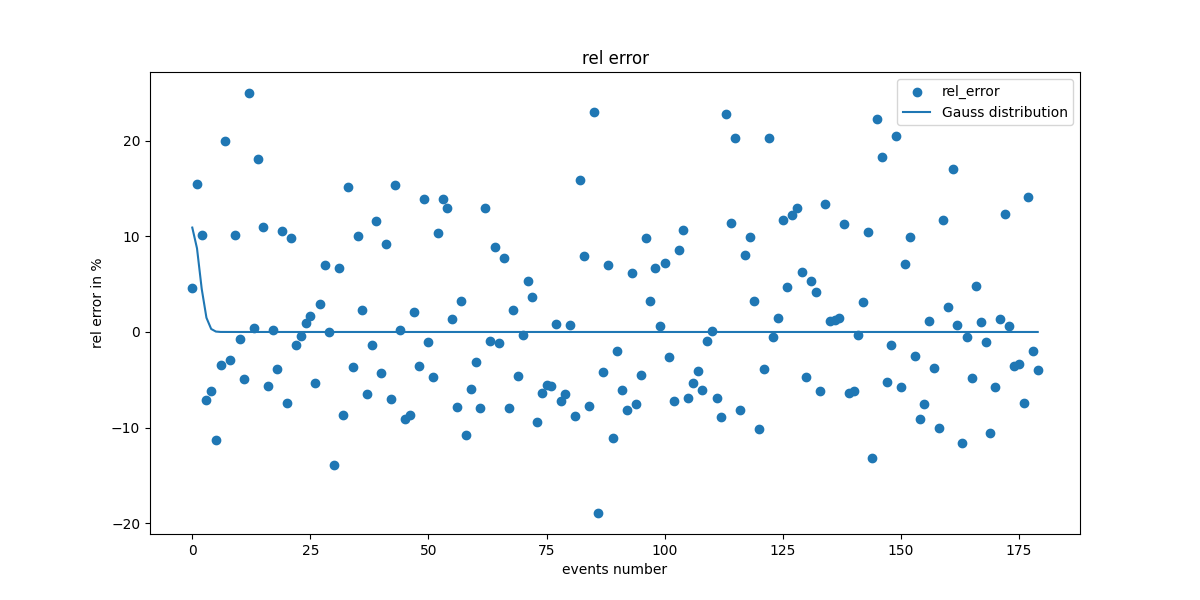 rel error
rel_error
Gauss distribution
rel error in %
20
10
0
−10
−20
0 25 50 75 100 125 150 175
events number